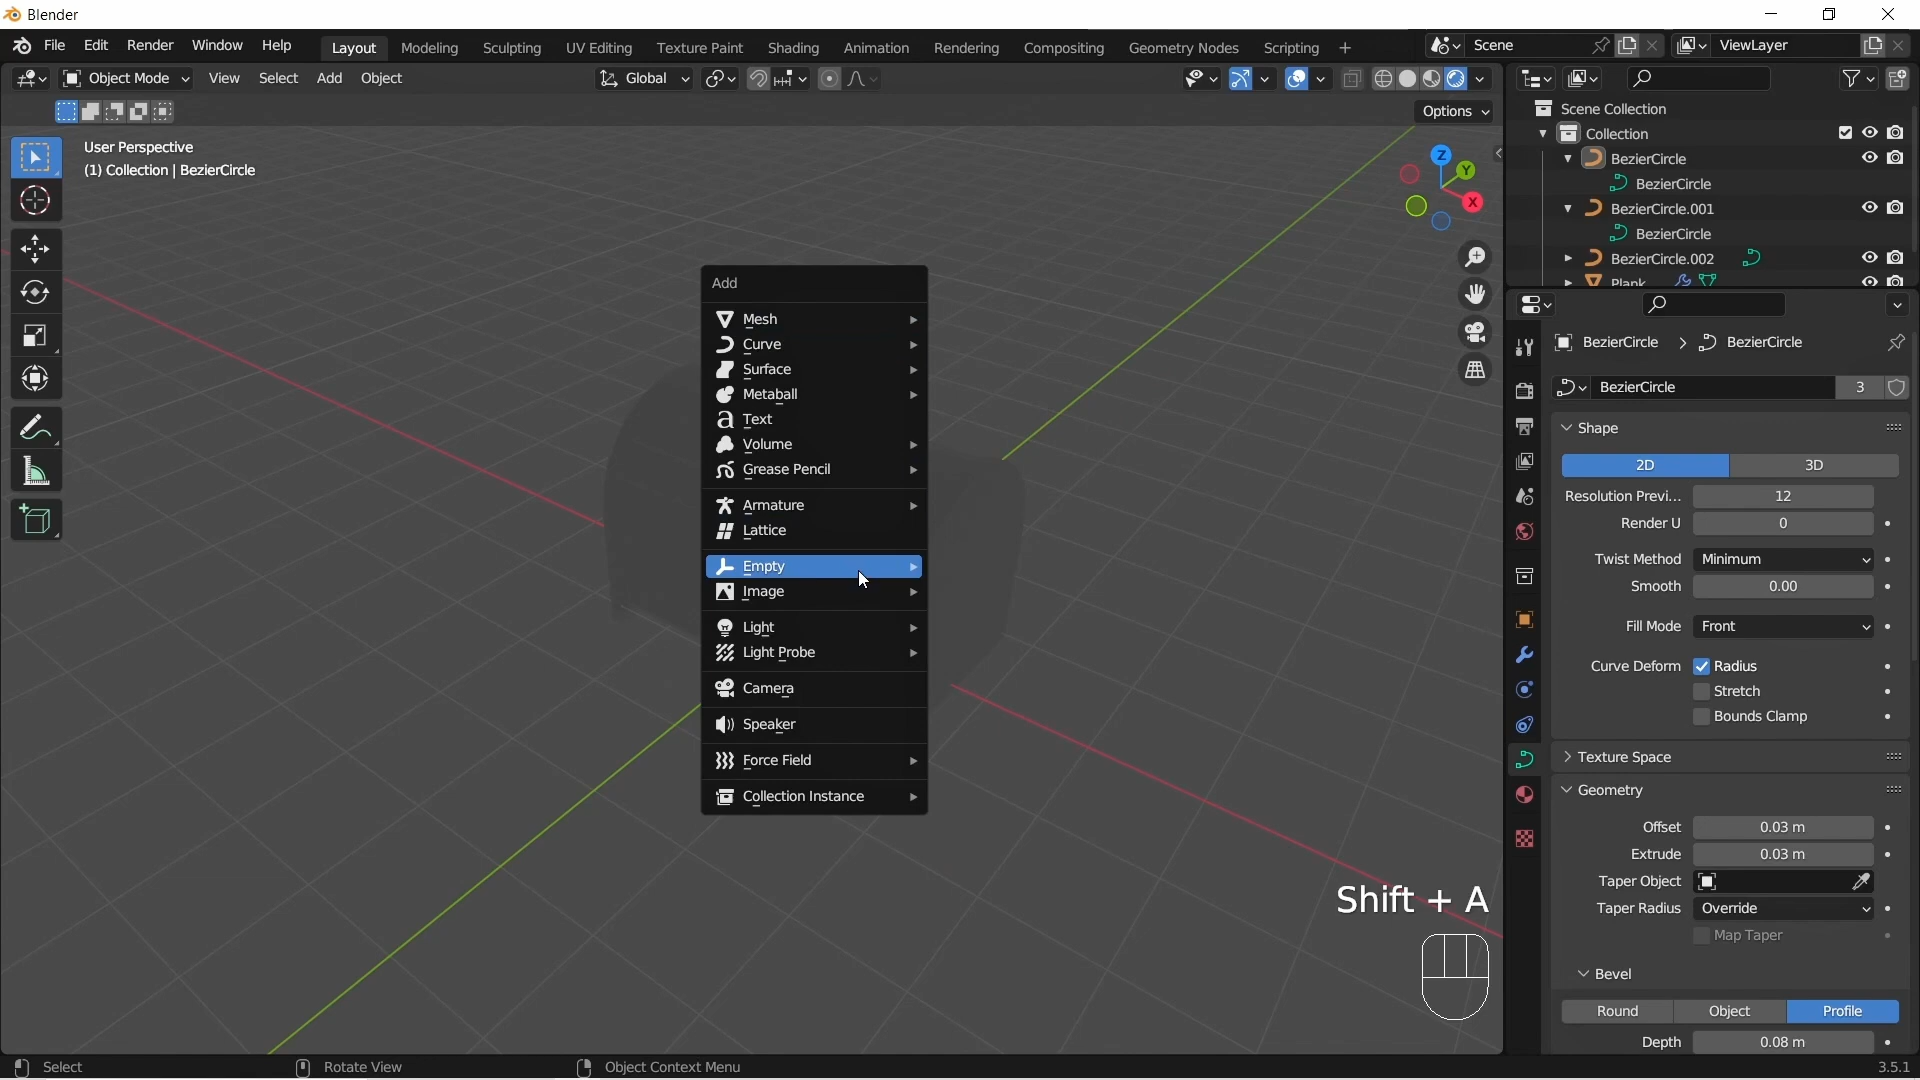 Blender
File Edit Render Window Help Layout Modeling Sculpting UV Editing Texture Paint Shading Animation Rendering Compositing Geometry Nodes Scripting + Scene ViewLayer
Object Mode View Select Add Object Global
Options
User Perspective
(1) Collection | BezierCircle
Z
Y
X
Add
Mesh
Curve
Surface
Metaball
Text
Volume
Grease Pencil
Armature
Lattice
Empty
Image
Light
Light Probe
Camera
Speaker
Force Field
Collection Instance
Shift + A
Scene Collection
Collection
BezierCircle
BezierCircle
BezierCircle.001
BezierCircle
BezierCircle.002
Plank
BezierCircle > BezierCircle
BezierCircle 3
Shape
2D 3D
Resolution Previ... 12
Render U 0
Twist Method Minimum
Smooth 0.00
Fill Mode Front
Curve Deform Radius
Stretch
Bounds Clamp
Texture Space
Geometry
Offset 0.03 m
Extrude 0.03 m
Taper Object
Taper Radius Override
Map Taper
Bevel
Round Object Profile
Depth 0.08 m
Select Rotate View Object Context Menu 3.5.1